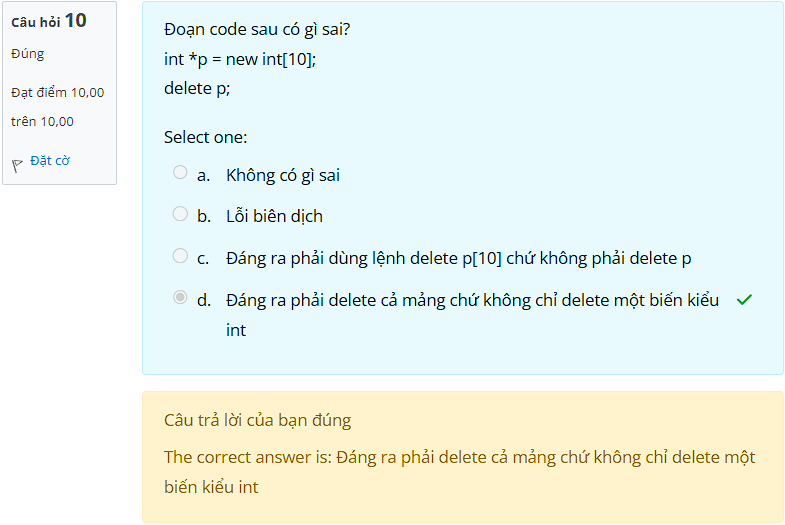 Câu hỏi 10
Đúng
Đạt điểm 10,00
trên 10,00
Đặt cờ
Đoạn code sau có gì sai?
int *p = new int[10];
delete p;
Select one:
a. Không có gì sai
b. Lỗi biên dịch
c. Đáng ra phải dùng lệnh delete p[10] chứ không phải delete p
d. Đáng ra phải delete cả mảng chứ không chỉ delete một biến kiểu
int
Câu trả lời của bạn đúng
The correct answer is: Đáng ra phải delete cả mảng chứ không chỉ delete một
biến kiểu int